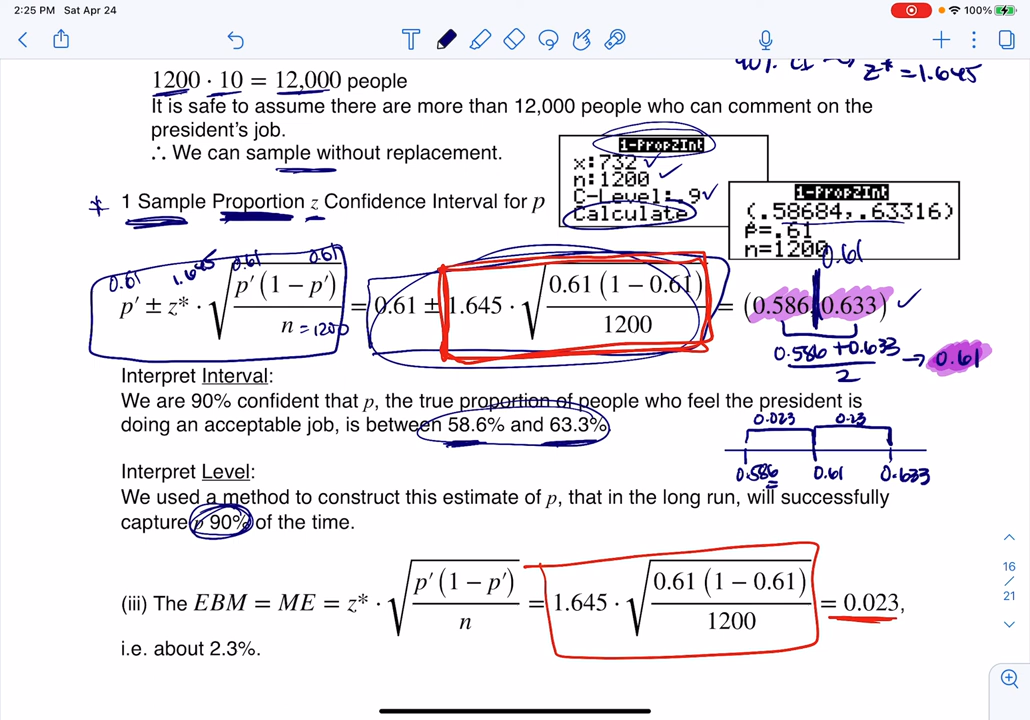 2:25 PM Sat Apr 24
100%
T
z* = 1.645
1200 · 10 = 12,000 people
It is safe to assume there are more than 12,000 people who can comment on the
president's job.
∴ We can sample without replacement.
1-PropZInt
x:732 ✓
n:1200 ✓
C-Level:.9 ✓
Calculate
1-PropZInt
(.58684,.63316)
p̂=.61
n=1200
* 1 Sample Proportion z Confidence Interval for p
0.61 1.645 0.61 0.61 0.61
p′ ± z* · √(p′ (1 − p′) / n) = 0.61 ± 1.645 · √(0.61 (1 − 0.61) / 1200) = (0.586, 0.633) ✓
= 1200
0.586 + 0.633 / 2 → 0.61
Interpret Interval:
We are 90% confident that p, the true proportion of people who feel the president is
doing an acceptable job, is between 58.6% and 63.3%.
0.023 0.23
0.586 0.61 0.633
Interpret Level:
We used a method to construct this estimate of p, that in the long run, will successfully
capture p 90% of the time.
(iii) The EBM = ME = z* · √(p′ (1 − p′) / n) = 1.645 · √(0.61 (1 − 0.61) / 1200) = 0.023,
i.e. about 2.3%.
16
/
21